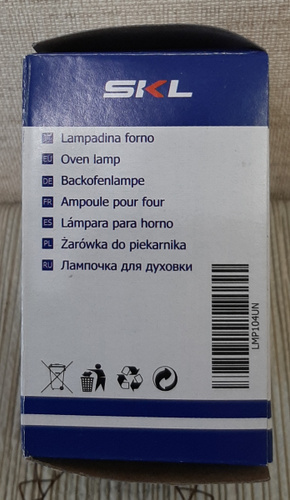 SKL
Lampadina forno
EU Oven lamp
DE Backofenlampe
FR Ampoule pour four
ES Lámpara para horno
PL Żarówka do piekarnika
RU Лампочка для духовки
LMP104UN